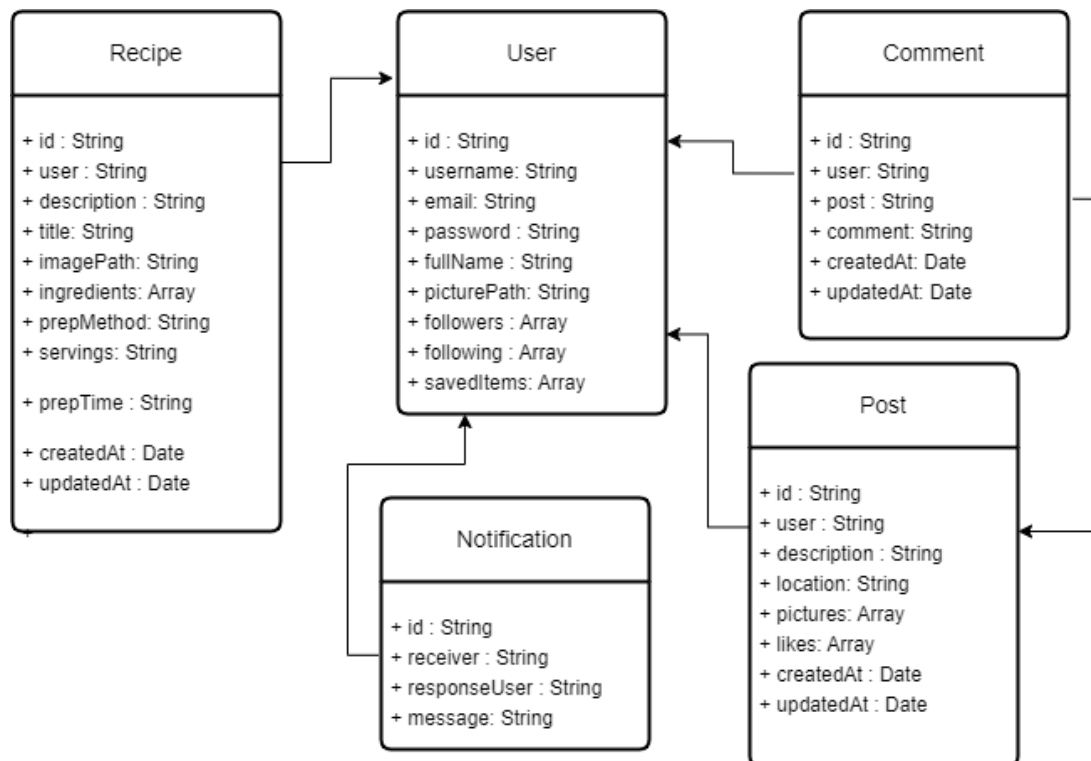 Recipe
+ id : String
+ user : String
+ description : String
+ title: String
+ imagePath: String
+ ingredients: Array
+ prepMethod: String
+ servings: String
+ prepTime : String
+ createdAt : Date
+ updatedAt : Date
+
User
+ id : String
+ username: String
+ email: String
+ password : String
+ fullName : String
+ picturePath: String
+ followers : Array
+ following : Array
+ savedItems: Array
Comment
+ id : String
+ user: String
+ post : String
+ comment: String
+ createdAt: Date
+ updatedAt: Date
Notification
+ id : String
+ receiver : String
+ responseUser : String
+ message: String
Post
+ id : String
+ user : String
+ description : String
+ location: String
+ pictures: Array
+ likes: Array
+ createdAt : Date
+ updatedAt : Date